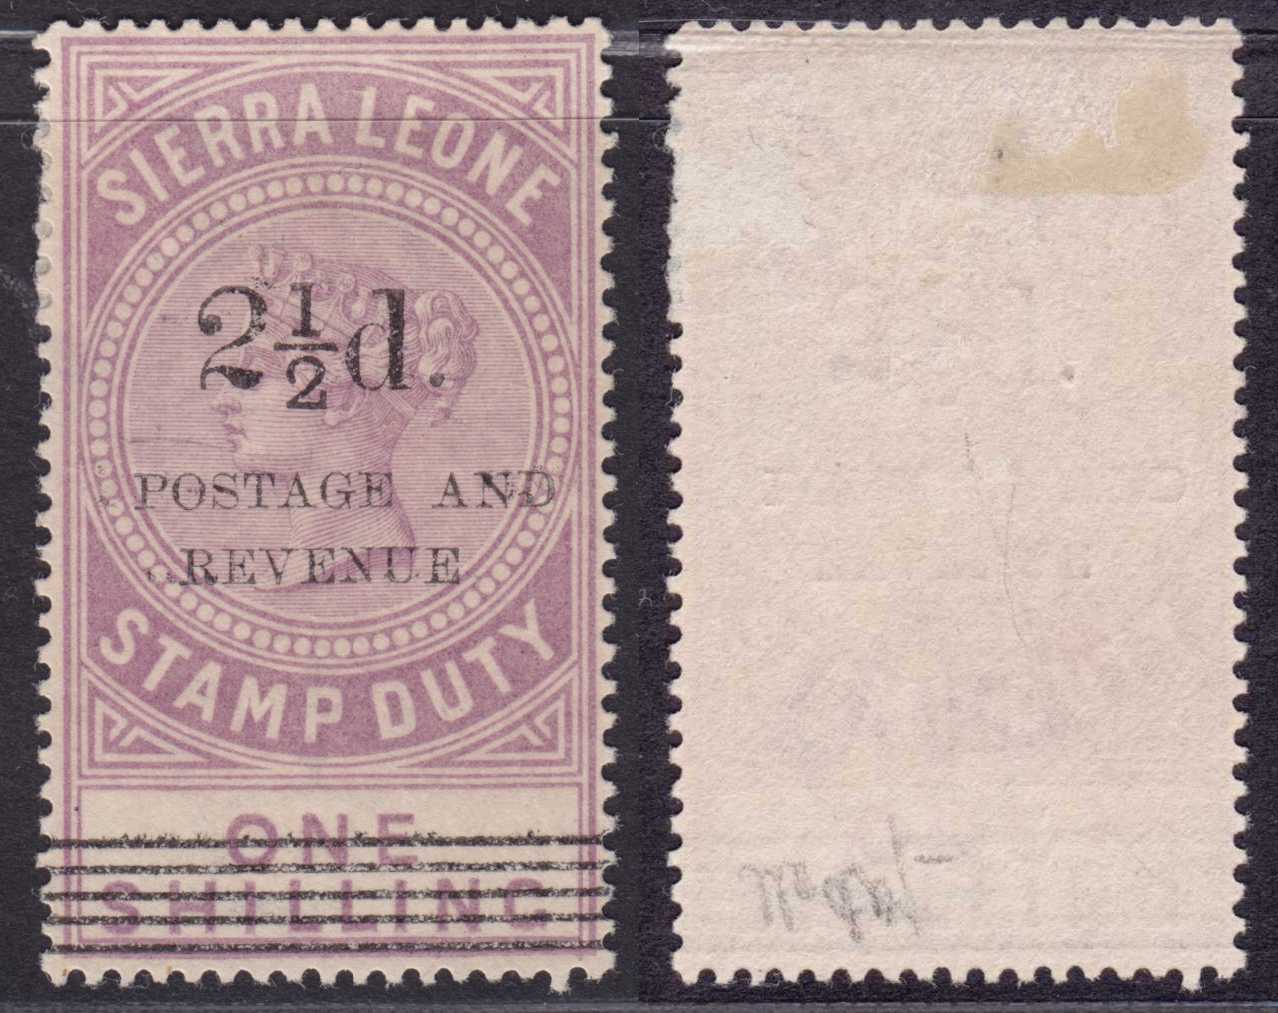 SIERRA LEONE
2½d.
POSTAGE AND
REVENUE
STAMP DUTY
ONE
SHILLING